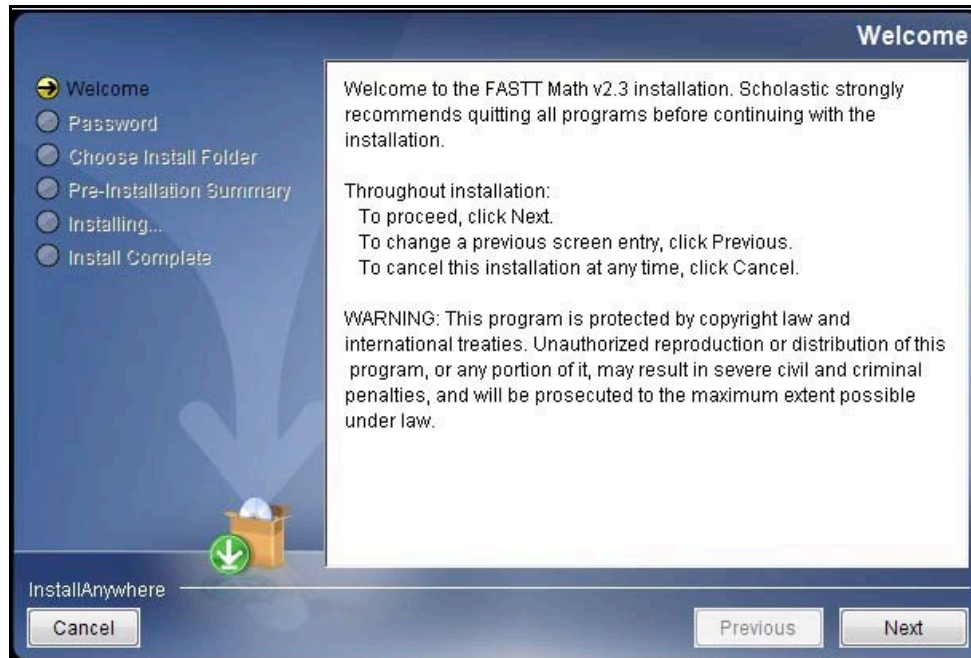 Welcome
Welcome
Password
Choose Install Folder
Pre-Installation Summary
Installing...
Install Complete
Welcome to the FASTT Math v2.3 installation. Scholastic strongly
recommends quitting all programs before continuing with the
installation.
Throughout installation:
To proceed, click Next.
To change a previous screen entry, click Previous.
To cancel this installation at any time, click Cancel.
WARNING: This program is protected by copyright law and
international treaties. Unauthorized reproduction or distribution of this
program, or any portion of it, may result in severe civil and criminal
penalties, and will be prosecuted to the maximum extent possible
under law.
InstallAnywhere
Cancel
Previous
Next